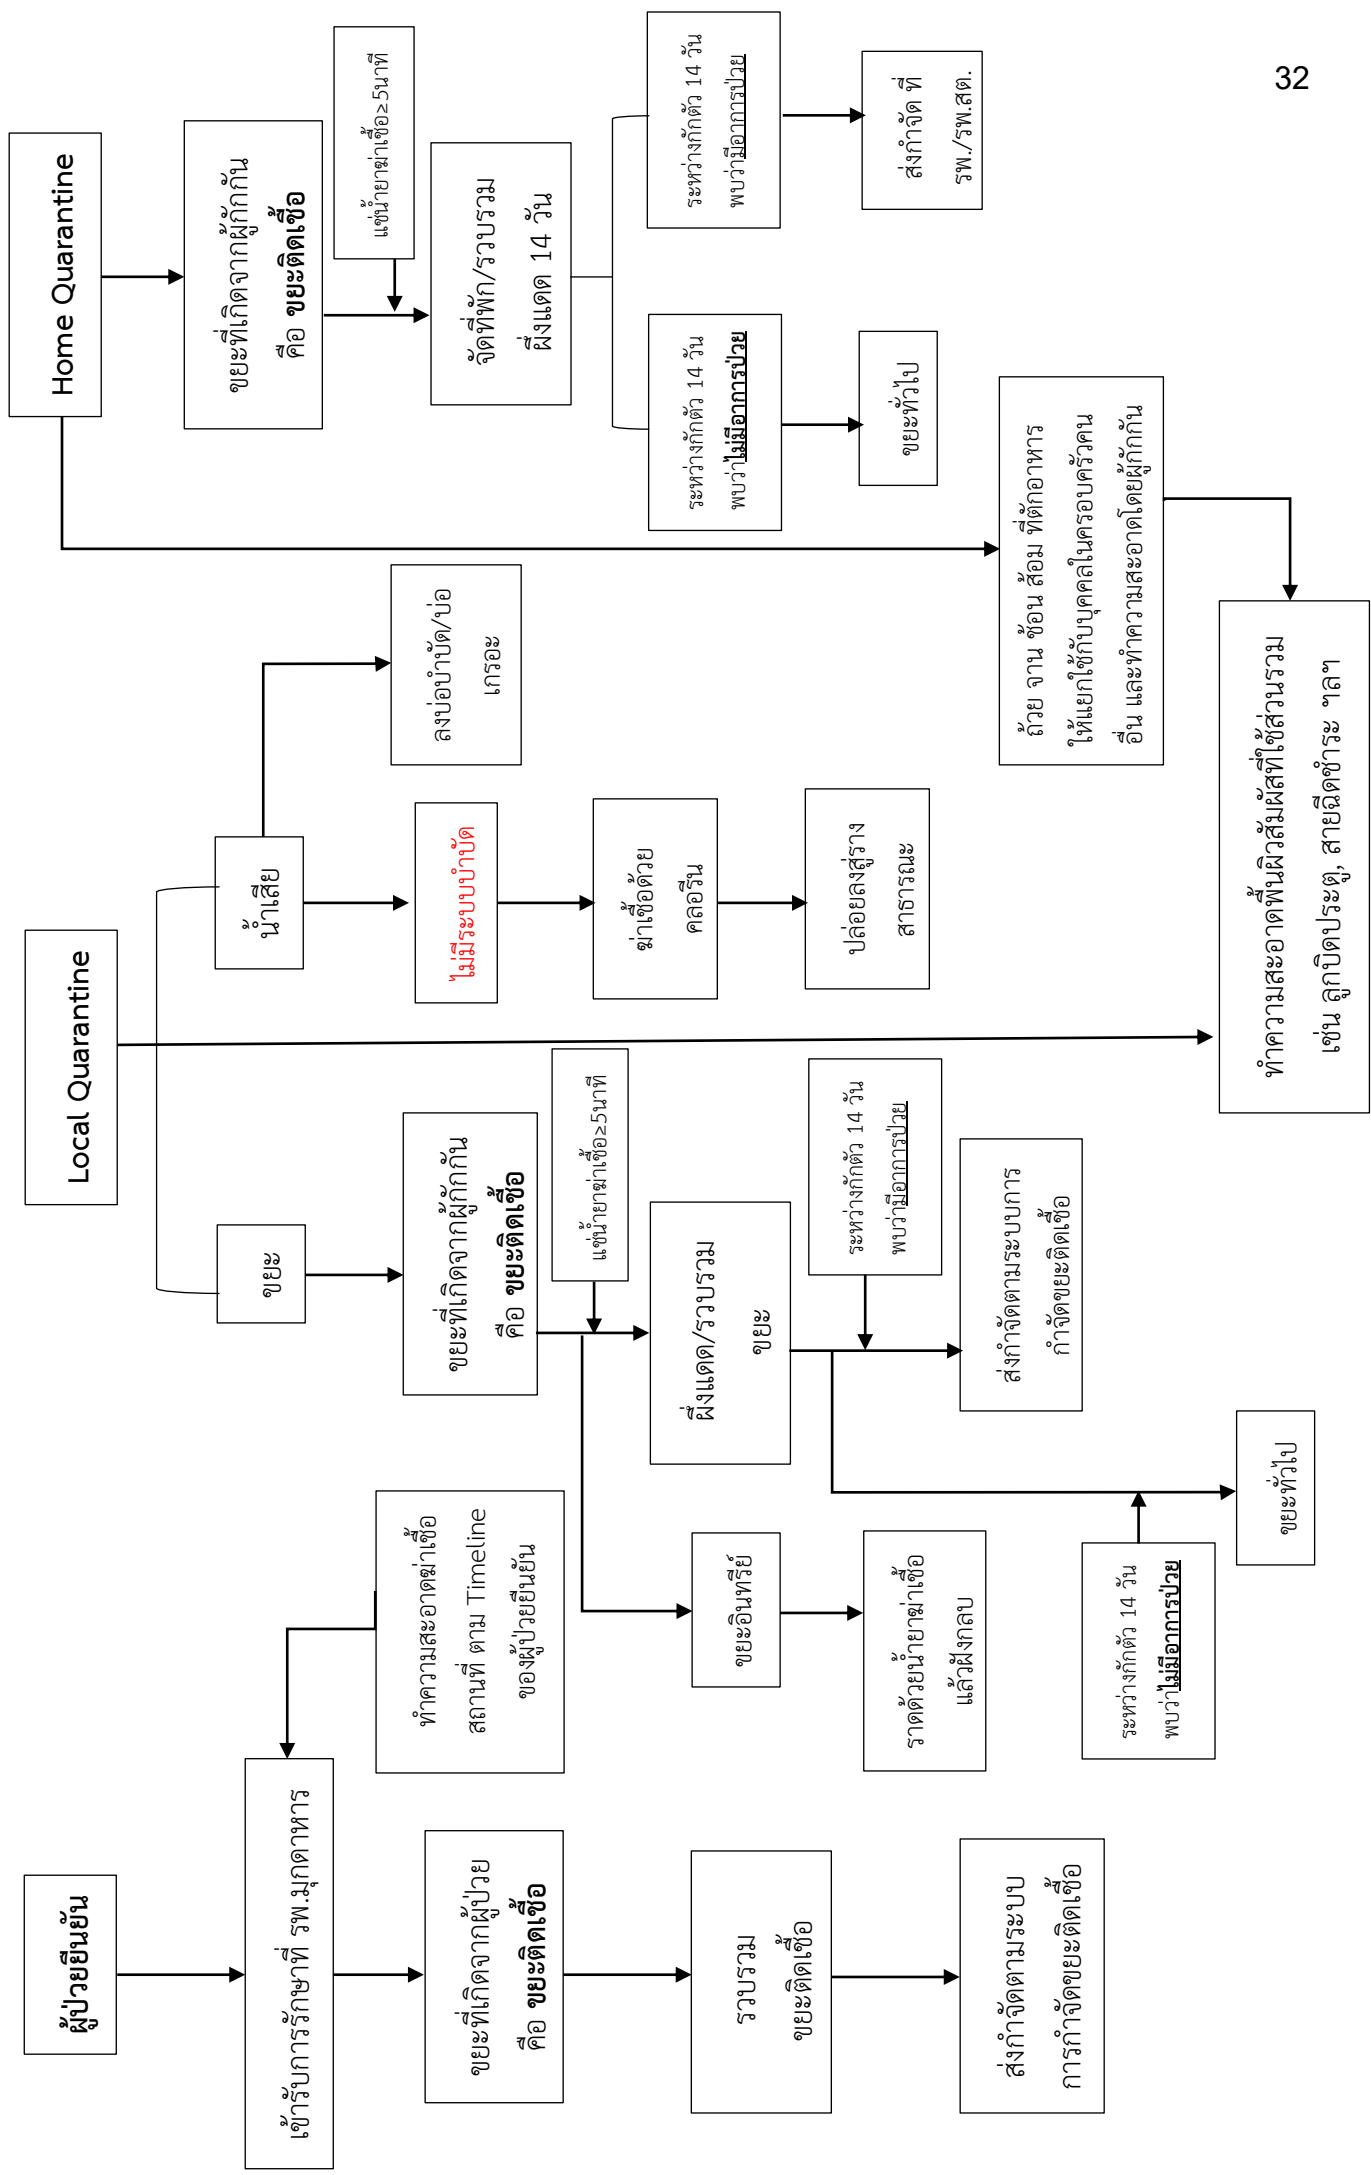 32
ผู้ป่วยยืนยัน
เข้ารับการรักษาที่ รพ.มุกดาหาร
ทำความสะอาดฆ่าเชื้อ
สถานที่ ตาม Timeline
ของผู้ป่วยยืนยัน
ขยะที่เกิดจากผู้ป่วย
คือ ขยะติดเชื้อ
รวบรวม
ขยะติดเชื้อ
ส่งกำจัดตามระบบ
การกำจัดขยะติดเชื้อ
Local Quarantine
ขยะ
ขยะที่เกิดจากผู้กักกัน
คือ ขยะติดเชื้อ
แช่น้ำยาฆ่าเชื้อ≥5นาที
ขยะอินทรีย์
ราดด้วยน้ำยาฆ่าเชื้อ
แล้วฝังกลบ
ผึ่งแดด/รวบรวม
ขยะ
ระหว่างกักตัว 14 วัน
พบว่ามีอาการป่วย
ส่งกำจัดตามระบบการ
กำจัดขยะติดเชื้อ
ระหว่างกักตัว 14 วัน
พบว่าไม่มีอาการป่วย
ขยะทั่วไป
น้ำเสีย
ไม่มีระบบบำบัด
ฆ่าเชื้อด้วย
คลอรีน
ปล่อยลงสู่ราง
สาธารณะ
ลงบ่อบำบัด/บ่อ
เกรอะ
Home Quarantine
ขยะที่เกิดจากผู้กักกัน
คือ ขยะติดเชื้อ
แช่น้ำยาฆ่าเชื้อ≥5นาที
จัดที่พัก/รวบรวม
ผึ่งแดด 14 วัน
ระหว่างกักตัว 14 วัน
พบว่าไม่มีอาการป่วย
ขยะทั่วไป
ระหว่างกักตัว 14 วัน
พบว่ามีอาการป่วย
ส่งกำจัด ที่
รพ./รพ.สต.
ถ้วย จาน ช้อน ส้อม ที่ตักอาหาร
ให้แยกใช้กับบุคคลในครอบครัวคน
อื่น และทำความสะอาดโดยผู้กักกัน
ทำความสะอาดพื้นผิวสัมผัสที่ใช้ส่วนรวม
เช่น ลูกบิดประตู, สายฉีดชำระ ฯลฯ